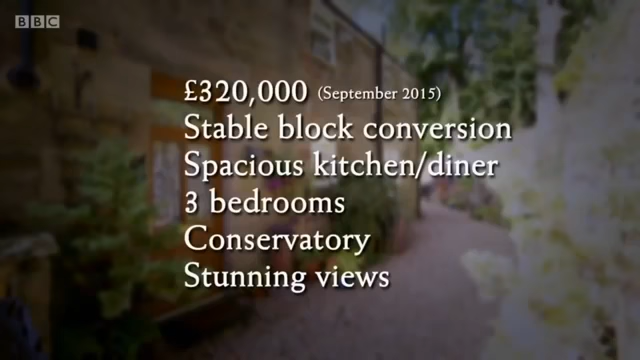 BBC
£320,000 (September 2015)
Stable block conversion
Spacious kitchen/diner
3 bedrooms
Conservatory
Stunning views